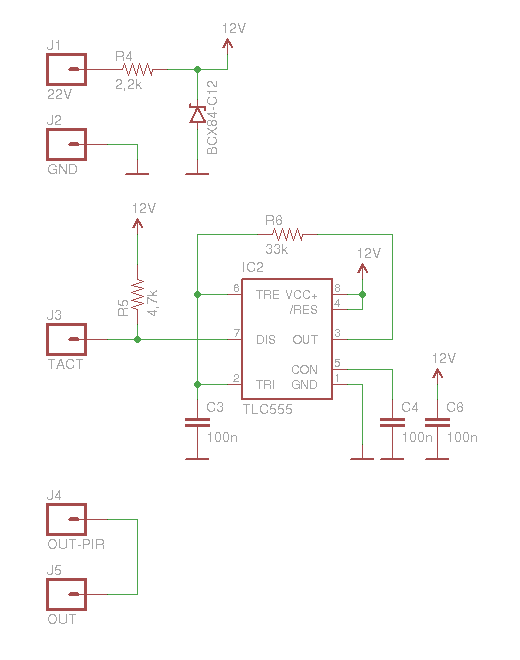 12V
J1
R4
22V
2,2k
BCX84-C12
J2
GND
12V
R6
33k
12V
IC2
R5
4,7k
6
TRE
VCC+
8
/RES
4
J3
TACT
7
DIS
OUT
3
CON
5
2
TRI
GND
1
12V
TLC555
C3
100n
C4
100n
C6
100n
J4
OUT-PIR
J5
OUT